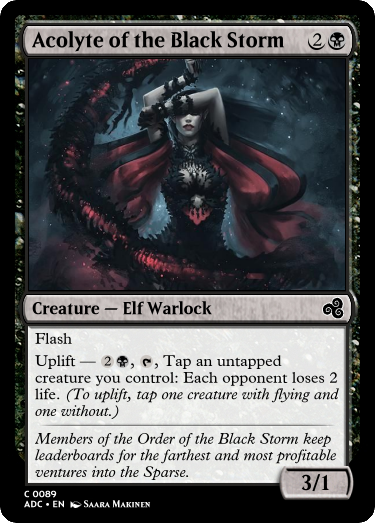 Acolyte of the Black Storm 2
Creature — Elf Warlock
Flash
Uplift — 2, , Tap an untapped
creature you control: Each opponent loses 2
life. (To uplift, tap one creature with flying and
one without.)
Members of the Order of the Black Storm keep
leaderboards for the farthest and most profitable
ventures into the Sparse.
3/1
C 0089
ADC • EN Saara Makinen